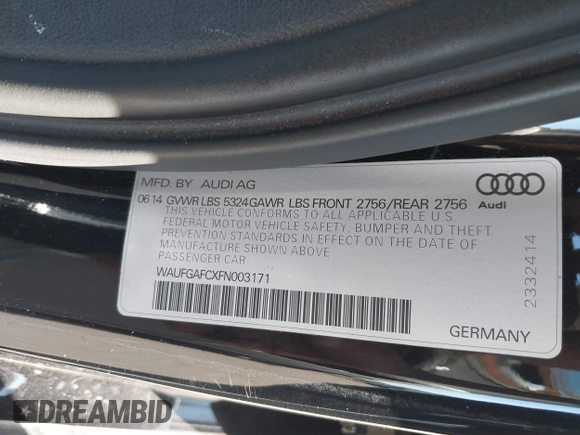 MFD. BY AUDI AG
06 14 GVWR LBS 5324 GAWR LBS FRONT 2756/REAR 2756
THIS VEHICLE CONFORMS TO ALL APPLICABLE U S
FEDERAL MOTOR VEHICLE SAFETY, BUMPER AND THEFT
PREVENTION STANDARDS IN EFFECT ON THE DATE OF
MANUFACTURE SHOWN ABOVE
PASSENGER CAR
WAUFGAFCXFN003171
Audi
2332414
GERMANY
DREAMBID